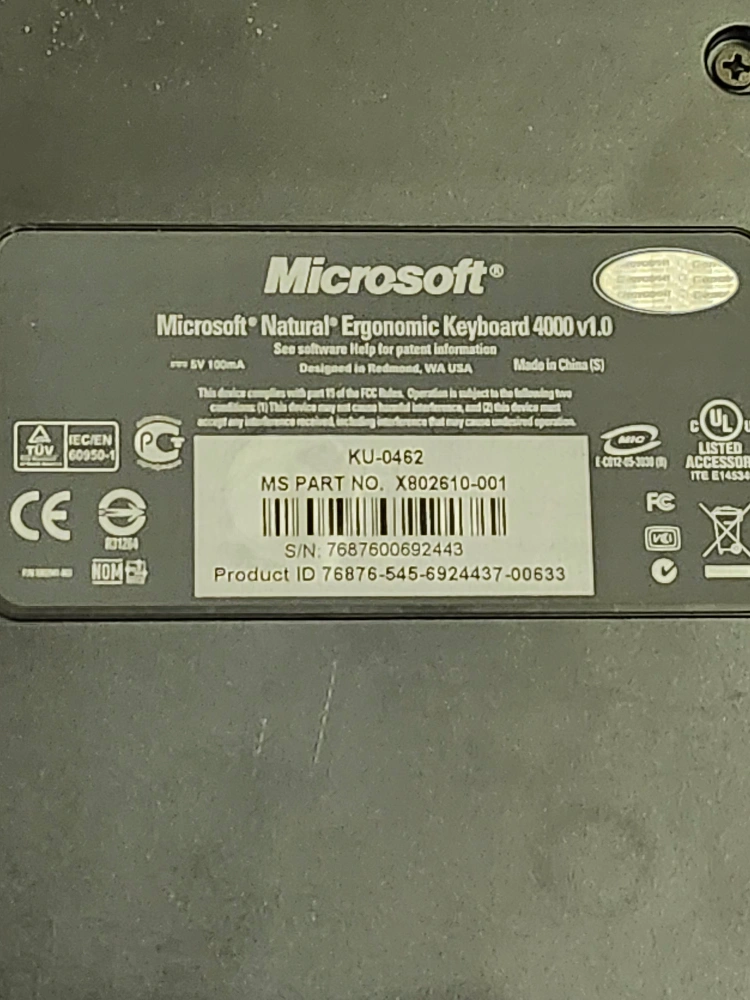 Microsoft®
Microsoft® Natural® Ergonomic Keyboard 4000 v1.0
See software Help for patent information
5V 100mA
Designed in Redmond, WA USA
Made in China (S)
This device complies with part 15 of the FCC Rules. Operation is subject to the following two
conditions: (1) This device may not cause harmful interference, and (2) this device must
accept any interference received, including interference that may cause undesired operation.
TÜV
IEC/EN
60950-1
KU-0462
MS PART NO. X802610-001
S/N: 7687600692443
Product ID 76876-545-6924437-00633
CE
NOM
MIC
C UL
LISTED
ACCESSOR
FC